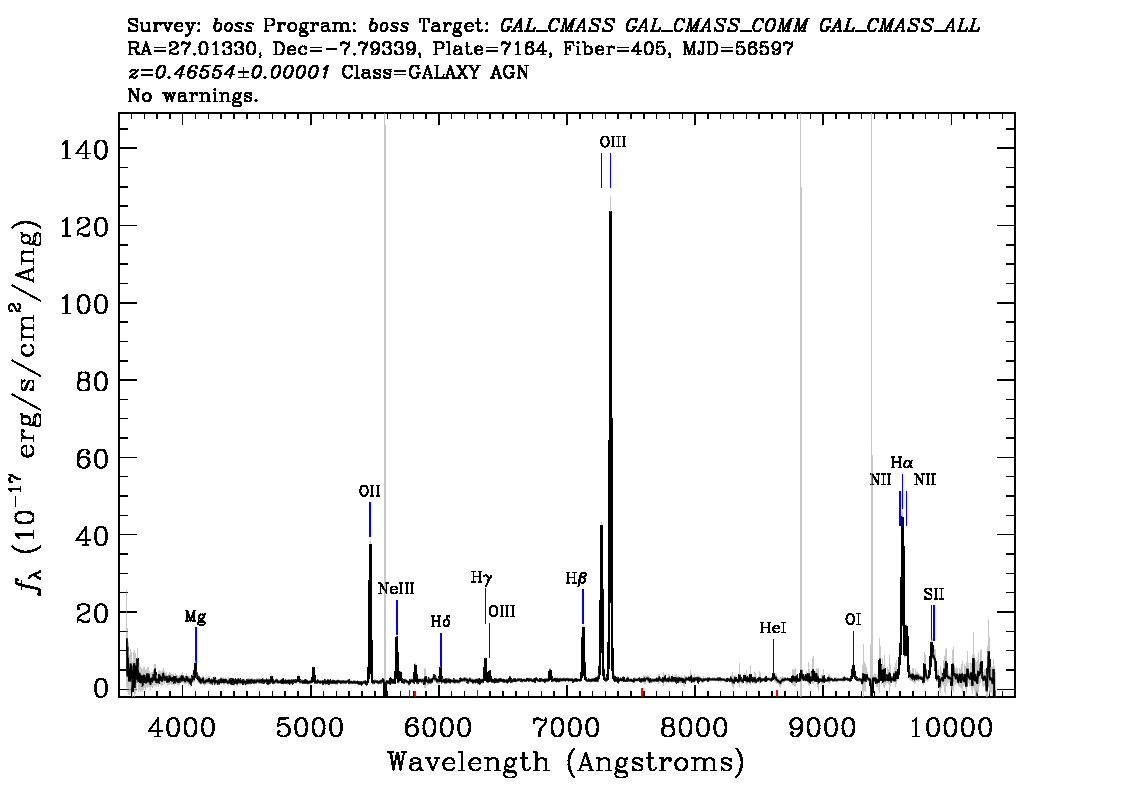 Survey: boss Program: boss Target: GAL_CMASS GAL_CMASS_COMM GAL_CMASS_ALL
RA=27.01330, Dec=−7.79339, Plate=7164, Fiber=405, MJD=56597
z=0.46554±0.00001 Class=GALAXY AGN
No warnings.
OIII
140
120
100
80
60
40
20
0
Hα
NII NII
OII
Hγ
Hβ
NeIII
OIII
Mg
Hδ
HeI
OI
SII
f_λ (10⁻¹⁷ erg/s/cm²/Ang)
4000 5000 6000 7000 8000 9000 10000
Wavelength (Angstroms)